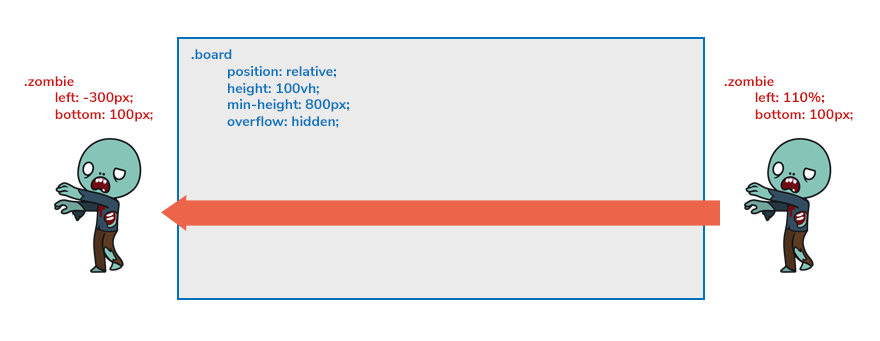 .board
position: relative;
height: 100vh;
min-height: 800px;
overflow: hidden;
.zombie
left: -300px;
bottom: 100px;
.zombie
left: 110%;
bottom: 100px;